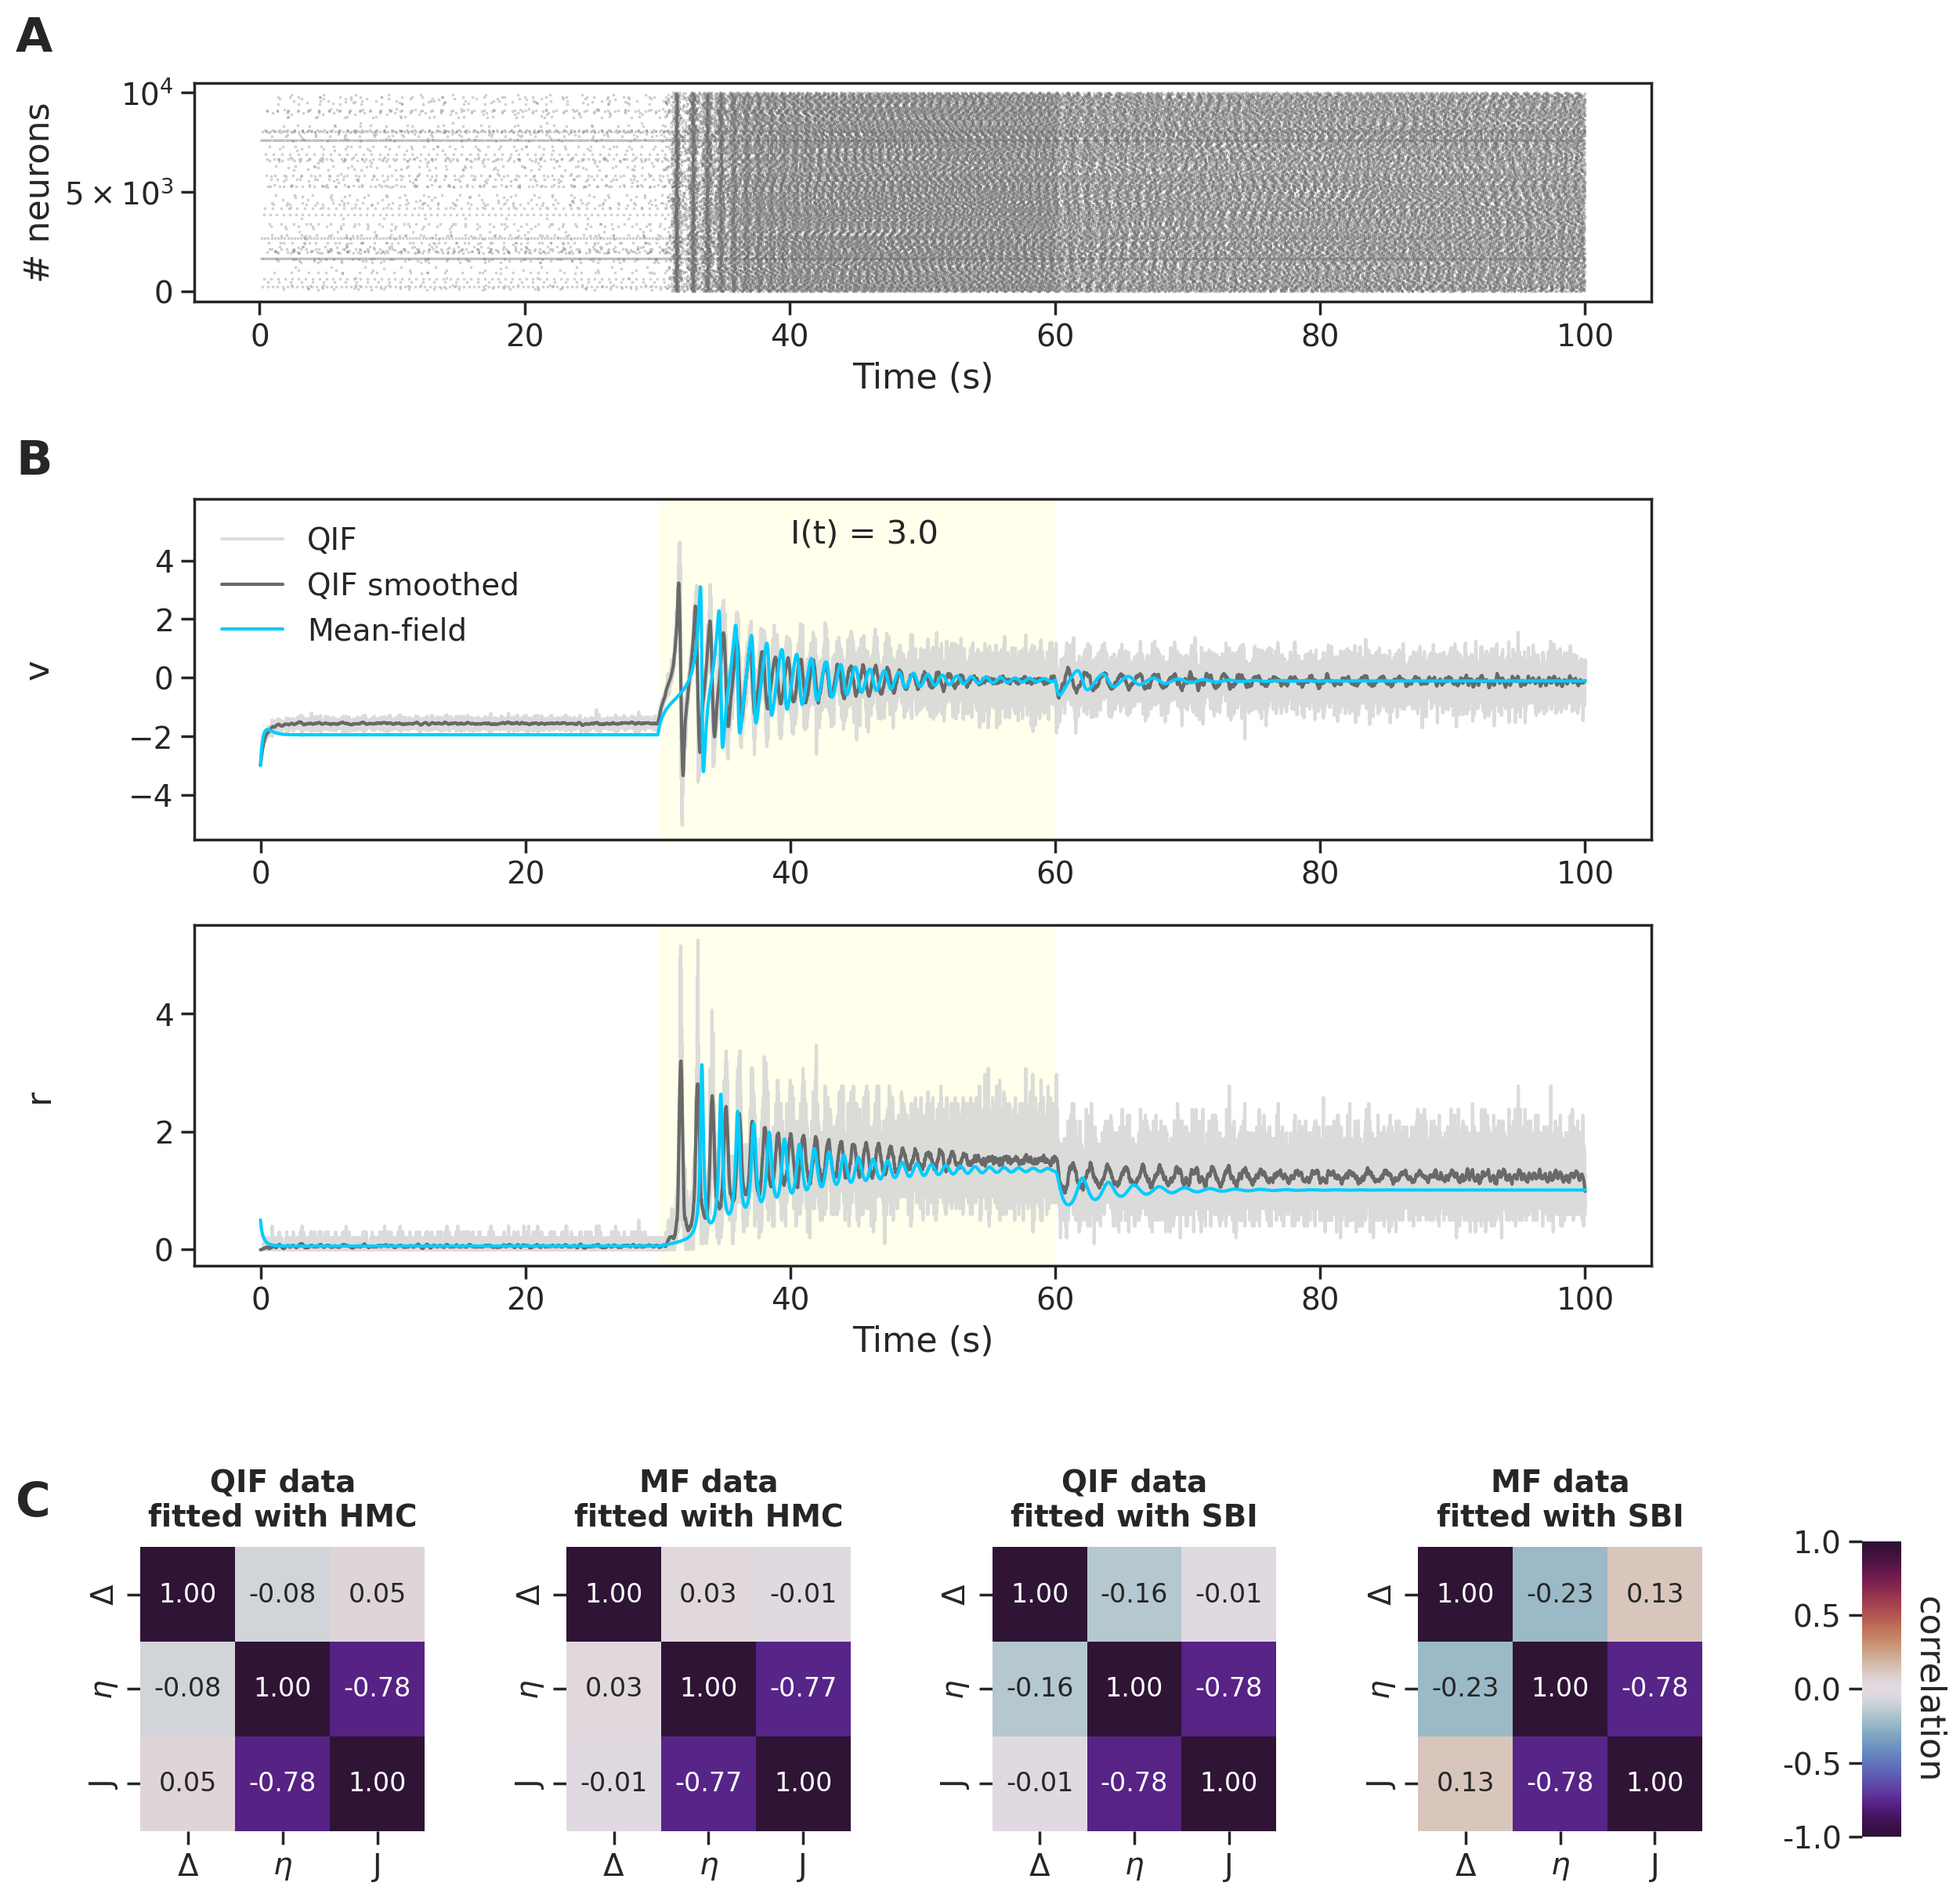 A
10⁴
5 × 10³
0
# neurons
0 20 40 60 80 100
Time (s)
B
I(t) = 3.0
QIF
QIF smoothed
Mean-field
4
2
0
−2
−4
v
0 20 40 60 80 100
4
2
0
r
0 20 40 60 80 100
Time (s)
C
QIF data
fitted with HMC
Δ 1.00 -0.08 0.05
η -0.08 1.00 -0.78
J 0.05 -0.78 1.00
Δ η J
MF data
fitted with HMC
Δ 1.00 0.03 -0.01
η 0.03 1.00 -0.77
J -0.01 -0.77 1.00
Δ η J
QIF data
fitted with SBI
Δ 1.00 -0.16 -0.01
η -0.16 1.00 -0.78
J -0.01 -0.78 1.00
Δ η J
MF data
fitted with SBI
Δ 1.00 -0.23 0.13
η -0.23 1.00 -0.78
J 0.13 -0.78 1.00
Δ η J
1.0
0.5
0.0
-0.5
-1.0
correlation